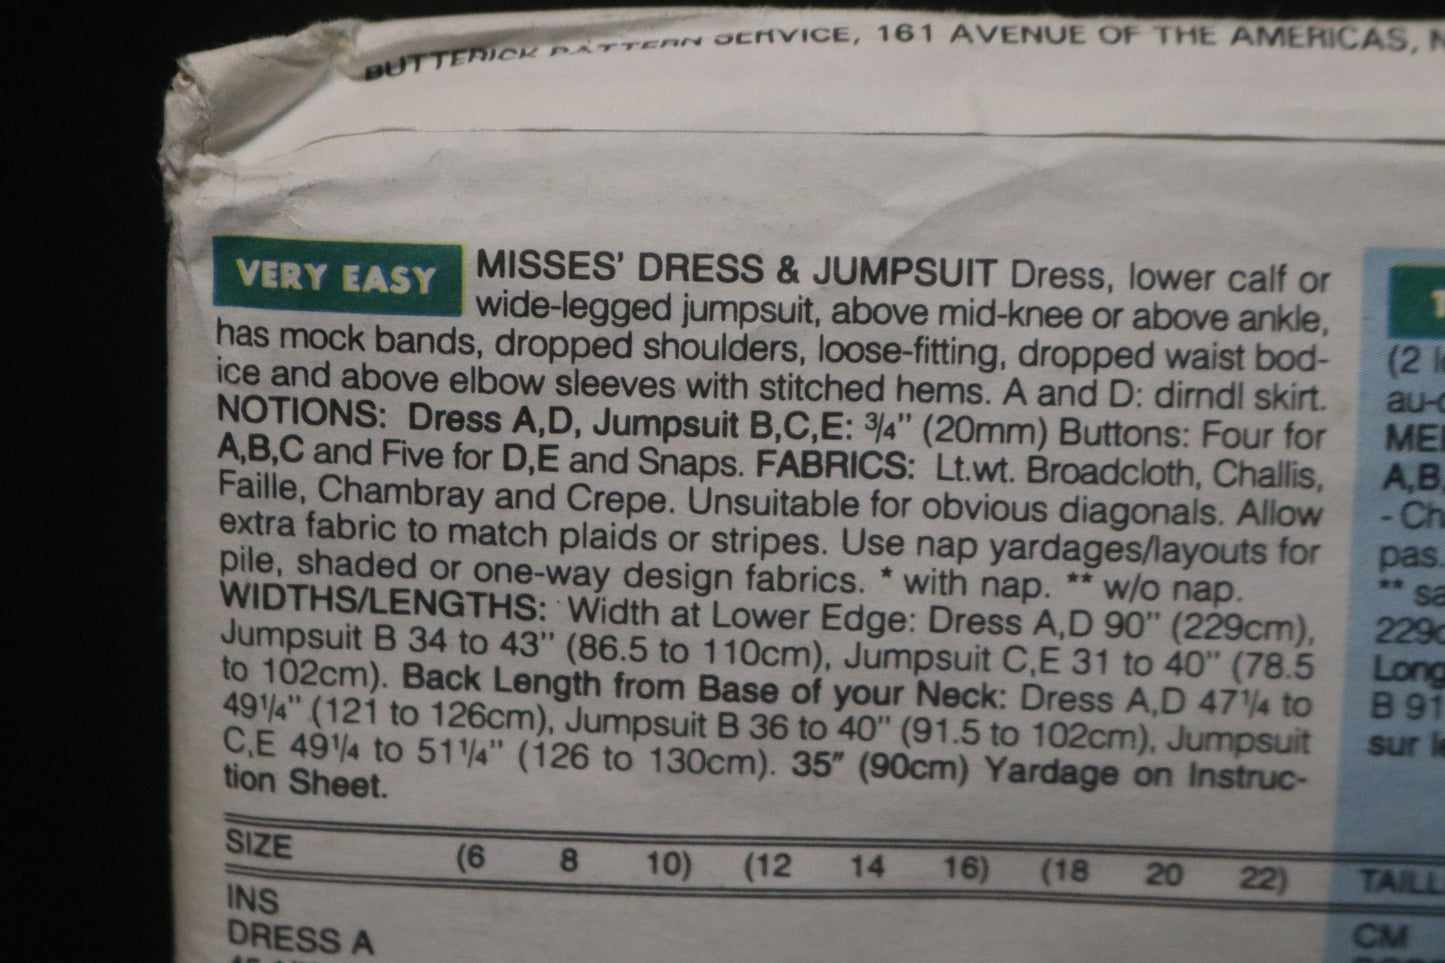 BUTTERICK PATTERN SERVICE, 161 AVENUE OF THE AMERICAS,
VERY EASY
MISSES' DRESS & JUMPSUIT Dress, lower calf or
wide-legged jumpsuit, above mid-knee or above ankle,
has mock bands, dropped shoulders, loose-fitting, dropped waist bod-
ice and above elbow sleeves with stitched hems. A and D: dirndl skirt.
NOTIONS: Dress A,D, Jumpsuit B,C,E: ¾" (20mm) Buttons: Four for
A,B,C and Five for D,E and Snaps. FABRICS: Lt.wt. Broadcloth, Challis,
Faille, Chambray and Crepe. Unsuitable for obvious diagonals. Allow
extra fabric to match plaids or stripes. Use nap yardages/layouts for
pile, shaded or one-way design fabrics. * with nap. ** w/o nap.
WIDTHS/LENGTHS: Width at Lower Edge: Dress A,D 90" (229cm),
Jumpsuit B 34 to 43" (86.5 to 110cm), Jumpsuit C,E 31 to 40" (78.5
to 102cm). Back Length from Base of your Neck: Dress A,D 47¼ to
49¼" (121 to 126cm), Jumpsuit B 36 to 40" (91.5 to 102cm), Jumpsuit
C,E 49¼ to 51¼" (126 to 130cm). 35" (90cm) Yardage on Instruc-
tion Sheet.
SIZE (6 8 10) (12 14 16) (18 20 22)
INS
DRESS A
(2
au-
A,B,
- Ch
pas.
** sa
229c
Long
B 91
sur le
TAILL
CM